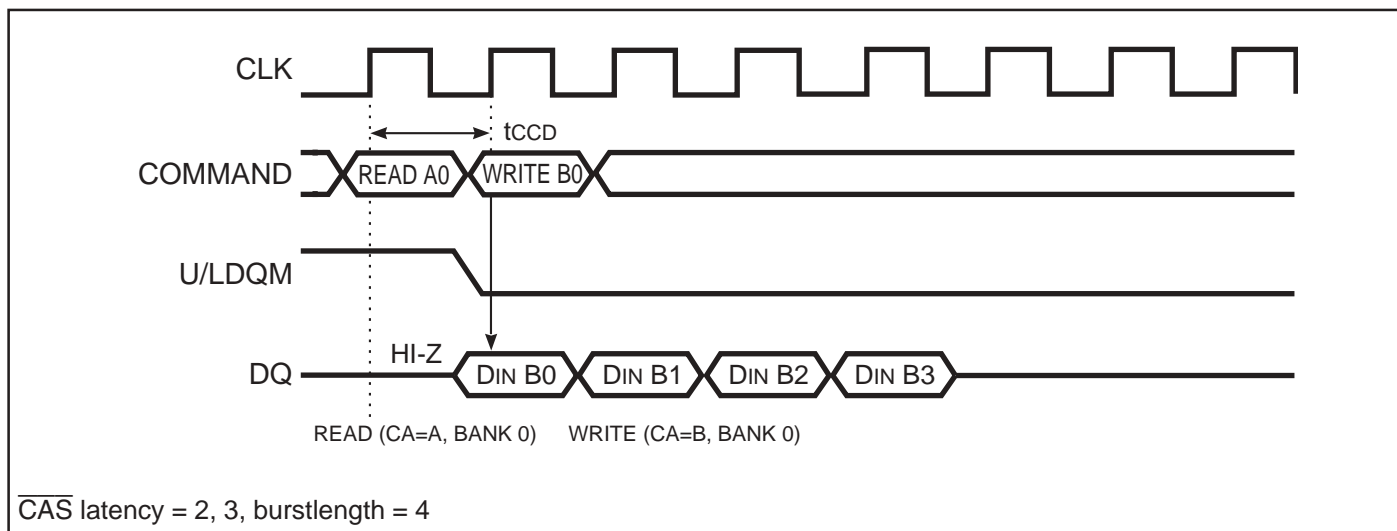 CLK
tCCD
COMMAND READ A0 WRITE B0
U/LDQM
DQ HI-Z DIN B0 DIN B1 DIN B2 DIN B3
READ (CA=A, BANK 0) WRITE (CA=B, BANK 0)
C̅A̅S̅ latency = 2, 3, burstlength = 4